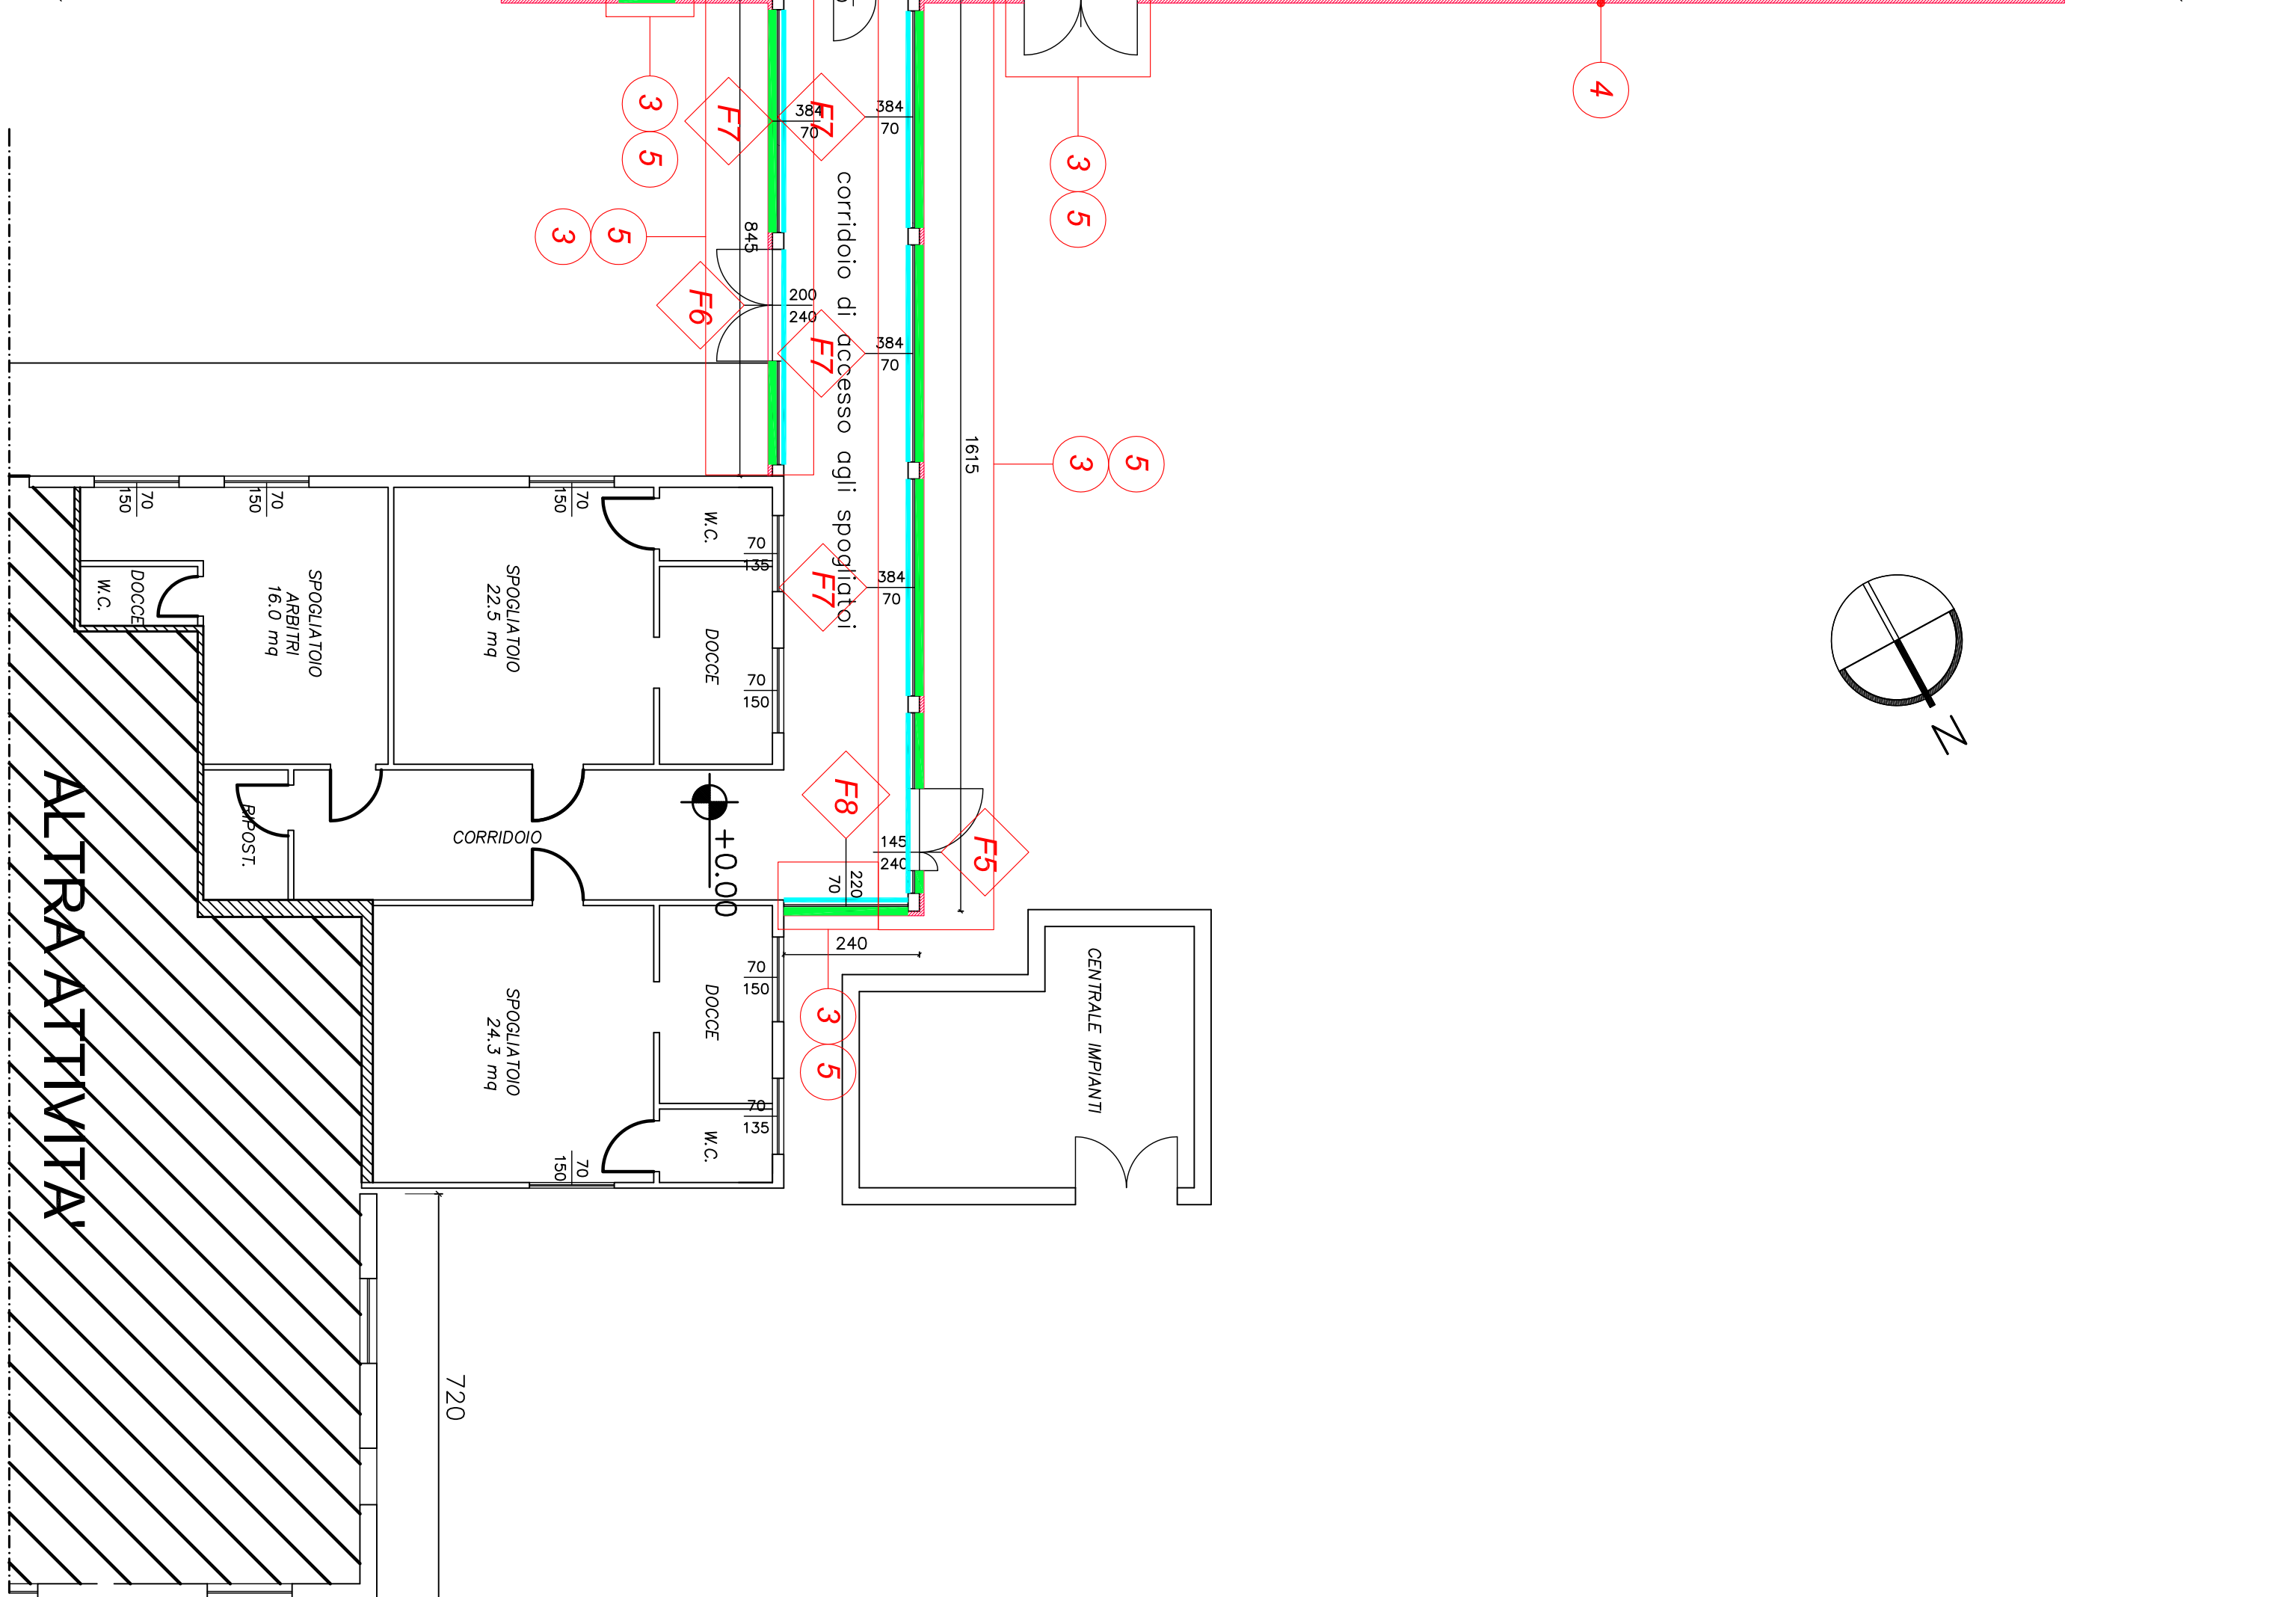 4
3
5
3
5
F7
F7
384
70
384
70
845
3
5
F6
200
240
F7
384
70
corridoio di accesso agli spogliatoi
1615
3
5
F7
384
70
70
150
70
150
70
150
W.C.
70
135
DOCCE
W.C.
SPOGLIATOIO
ARBITRI
16.0 mq
SPOGLIATOIO
22.5 mq
DOCCE
70
150
N
F8
F5
145
240
220
70
RIPOST.
CORRIDOIO
+0.00
ALTRA ATTIVITA'
240
CENTRALE IMPIANTI
3
5
SPOGLIATOIO
24.3 mq
DOCCE
70
150
70
135
W.C.
70
150
720